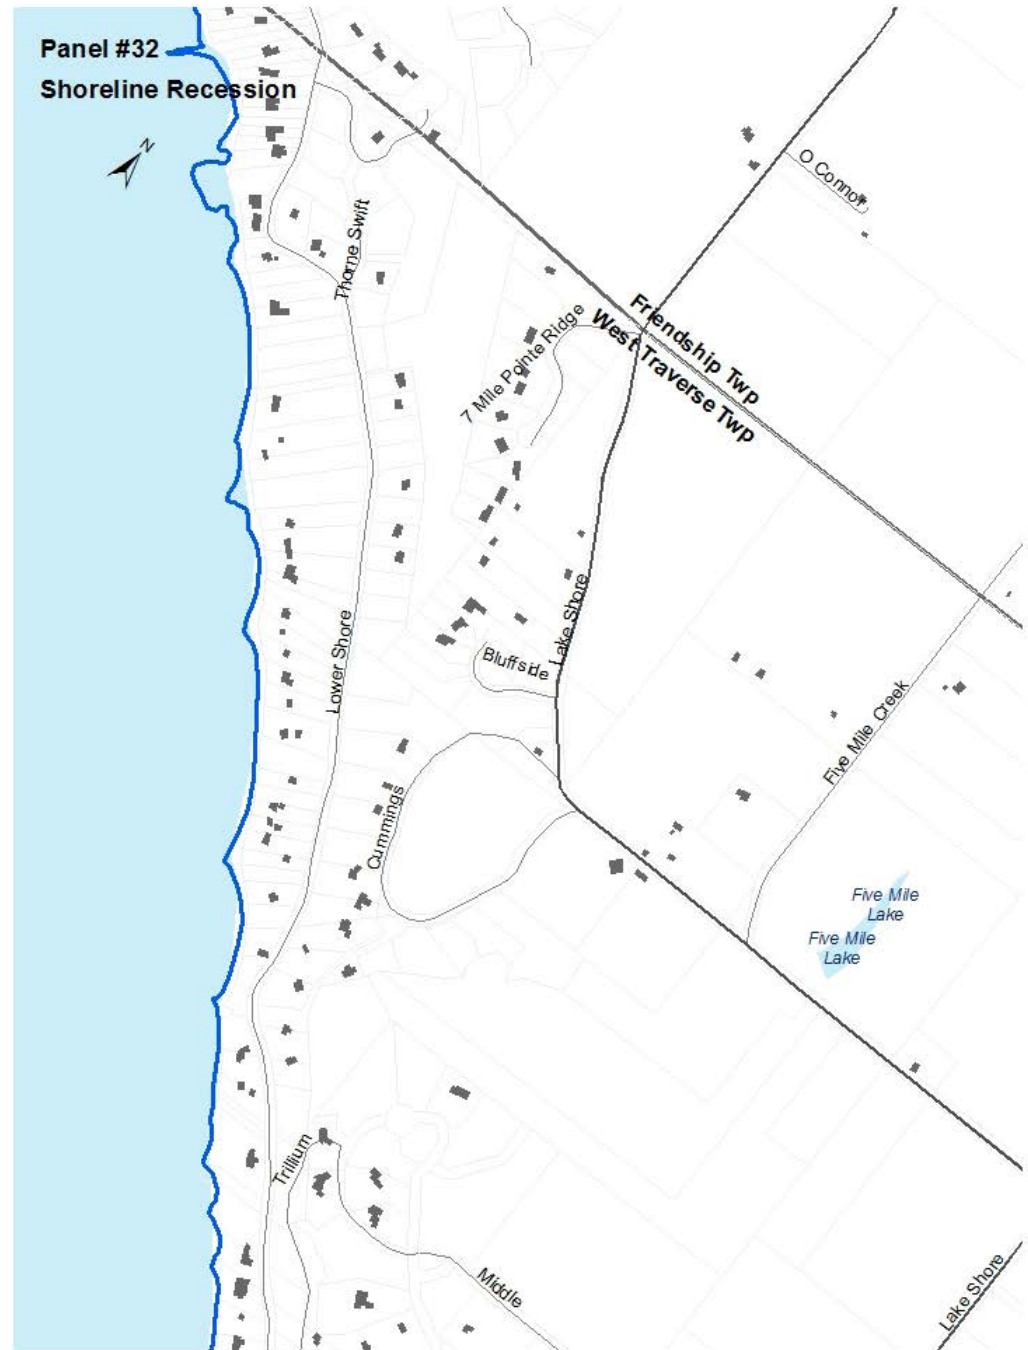 Panel #32
Shoreline Recession
N
O Connor
Thorne Swift
Friendship Twp
West Traverse Twp
7 Mile Pointe Ridge
Lake Shore
Lower Shore
Bluffside
Five Mile Creek
Cummings
Five Mile
Lake
Five Mile
Lake
Trillium
Middle
Lake Shore